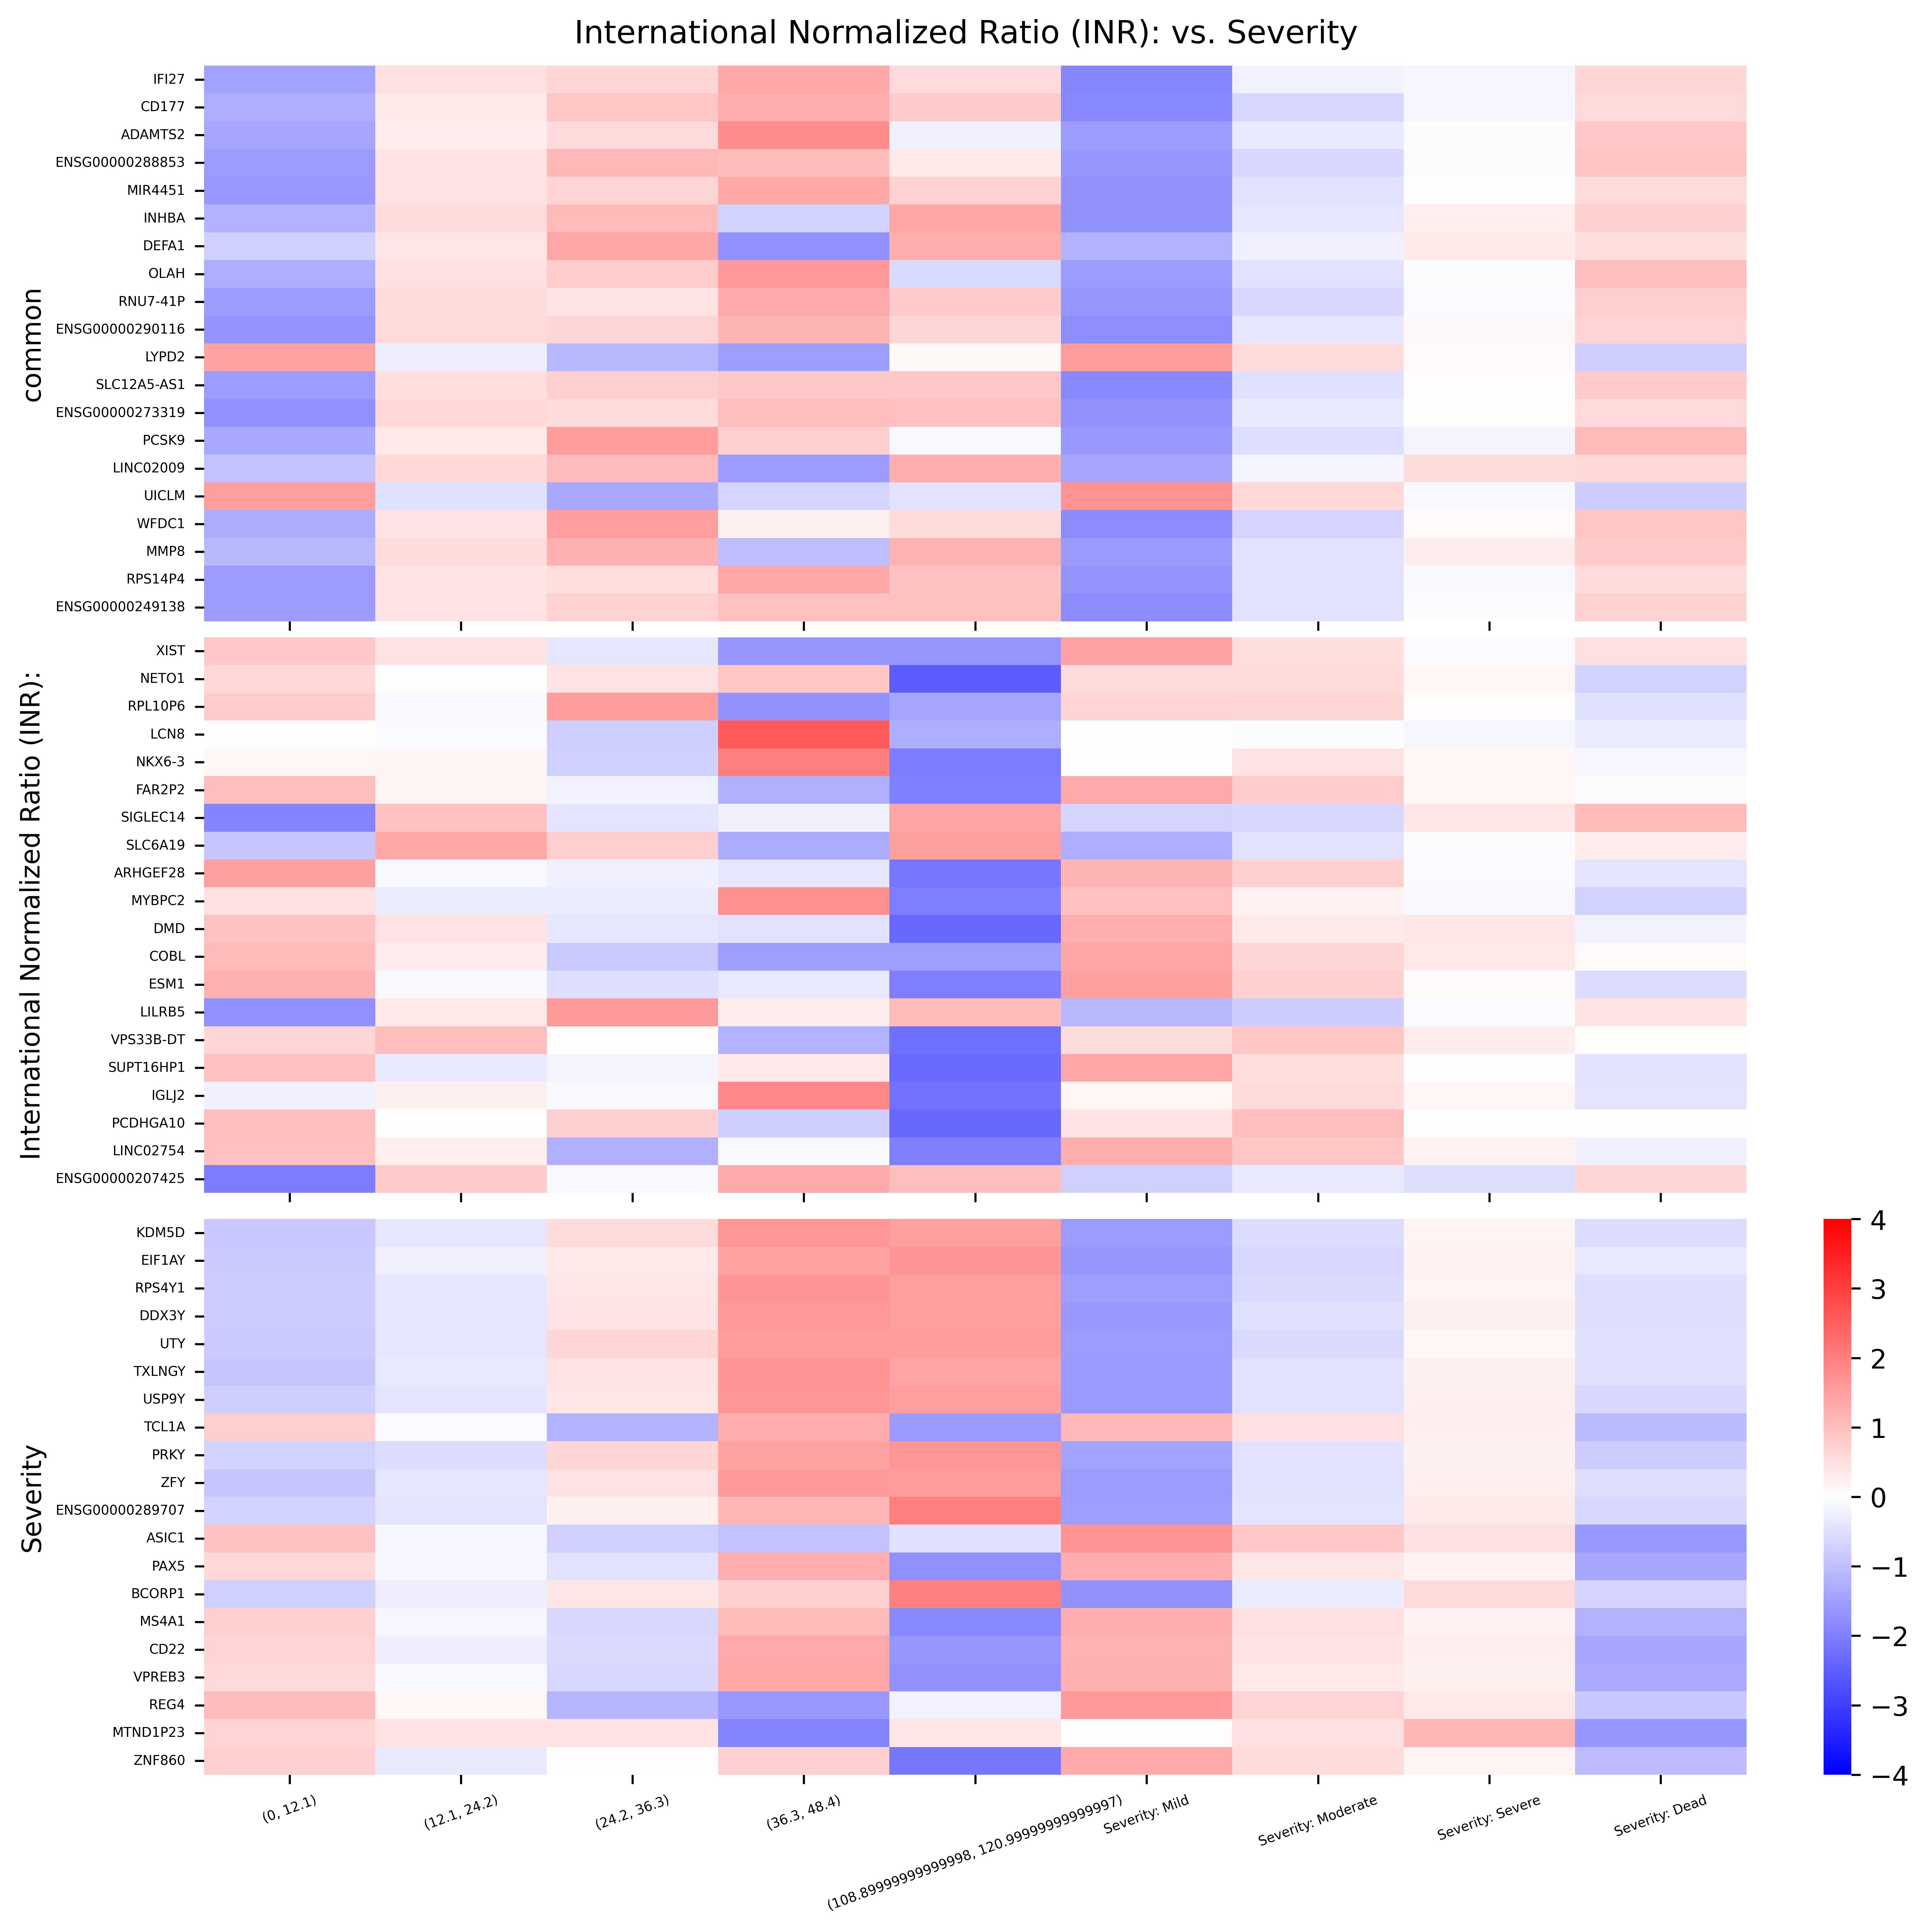 International Normalized Ratio (INR): vs. Severity
common
IFI27
CD177
ADAMTS2
ENSG00000288853
MIR4451
INHBA
DEFA1
OLAH
RNU7-41P
ENSG00000290116
LYPD2
SLC12A5-AS1
ENSG00000273319
PCSK9
LINC02009
UICLM
WFDC1
MMP8
RPS14P4
ENSG00000249138
International Normalized Ratio (INR):
XIST
NETO1
RPL10P6
LCN8
NKX6-3
FAR2P2
SIGLEC14
SLC6A19
ARHGEF28
MYBPC2
DMD
COBL
ESM1
LILRB5
VPS33B-DT
SUPT16HP1
IGLJ2
PCDHGA10
LINC02754
ENSG00000207425
Severity
KDM5D
EIF1AY
RPS4Y1
DDX3Y
UTY
TXLNGY
USP9Y
TCL1A
PRKY
ZFY
ENSG00000289707
ASIC1
PAX5
BCORP1
MS4A1
CD22
VPREB3
REG4
MTND1P23
ZNF860
(0, 12.1)
(12.1, 24.2)
(24.2, 36.3)
(36.3, 48.4)
(108.89999999999998, 120.99999999999997)
Severity: Mild
Severity: Moderate
Severity: Severe
Severity: Dead
4
3
2
1
0
−1
−2
−3
−4